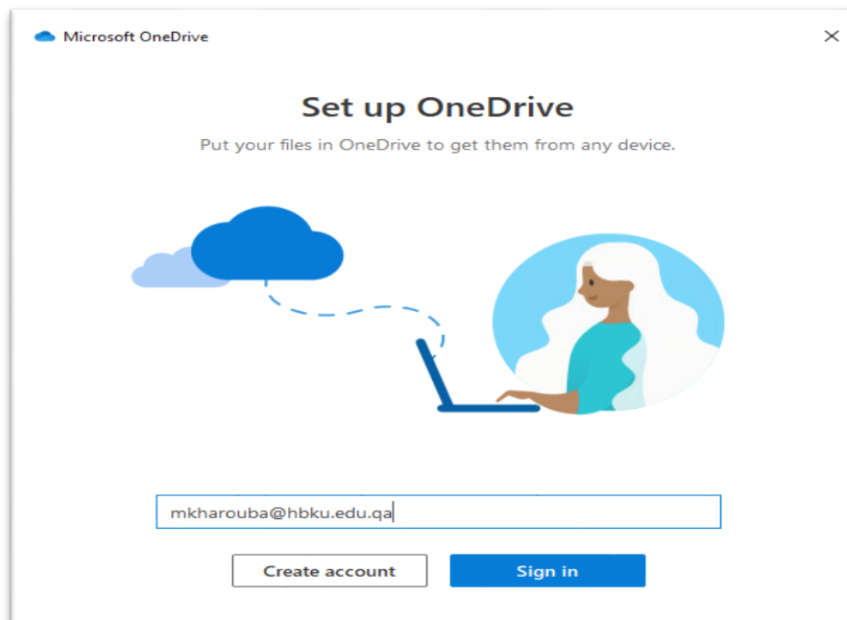 Microsoft OneDrive
Set up OneDrive
Put your files in OneDrive to get them from any device.
mkharouba@hbku.edu.qa
Create account Sign in